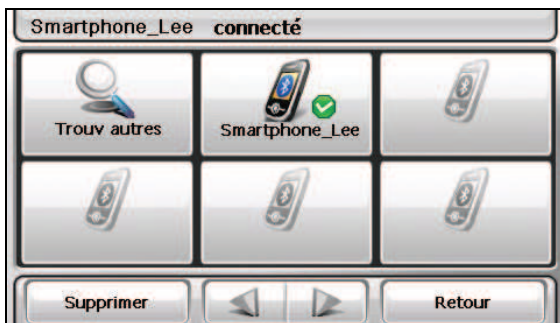 Smartphone_Lee connecté
Trouv autres
Smartphone_Lee
Supprimer
Retour